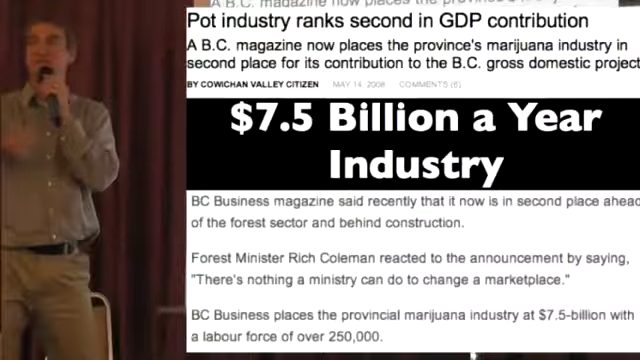 A B.C. magazine now places the province's
Pot industry ranks second in GDP contribution
A B.C. magazine now places the province's marijuana industry in
second place for its contribution to the B.C. gross domestic project
BY COWICHAN VALLEY CITIZEN MAY 14, 2008 COMMENTS (6)
$7.5 Billion a Year
Industry
BC Business magazine said recently that it now is in second place ahead
of the forest sector and behind construction.
Forest Minister Rich Coleman reacted to the announcement by saying,
"There's nothing a ministry can do to change a marketplace."
BC Business places the provincial marijuana industry at $7.5-billion with
a labour force of over 250,000.